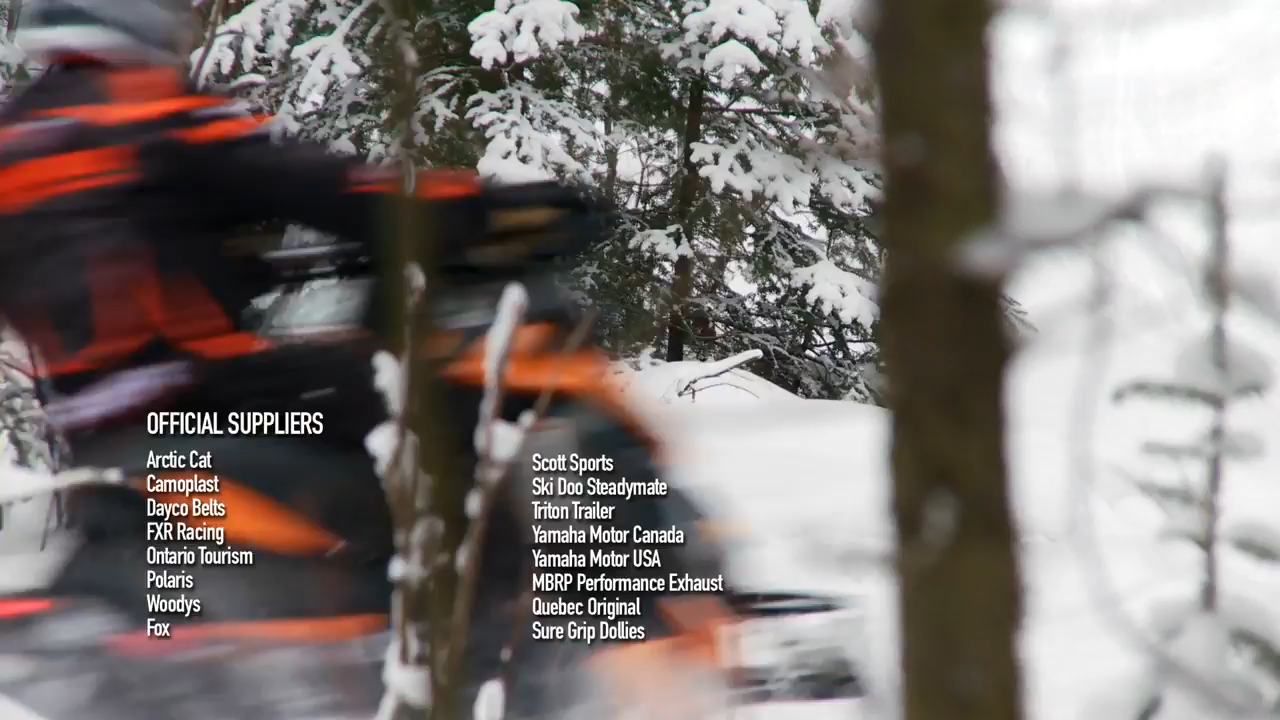 OFFICIAL SUPPLIERS
Arctic Cat
Camoplast
Dayco Belts
FXR Racing
Ontario Tourism
Polaris
Woodys
Fox
Scott Sports
Ski Doo Steadymate
Triton Trailer
Yamaha Motor Canada
Yamaha Motor USA
MBRP Performance Exhaust
Quebec Original
Sure Grip Dollies